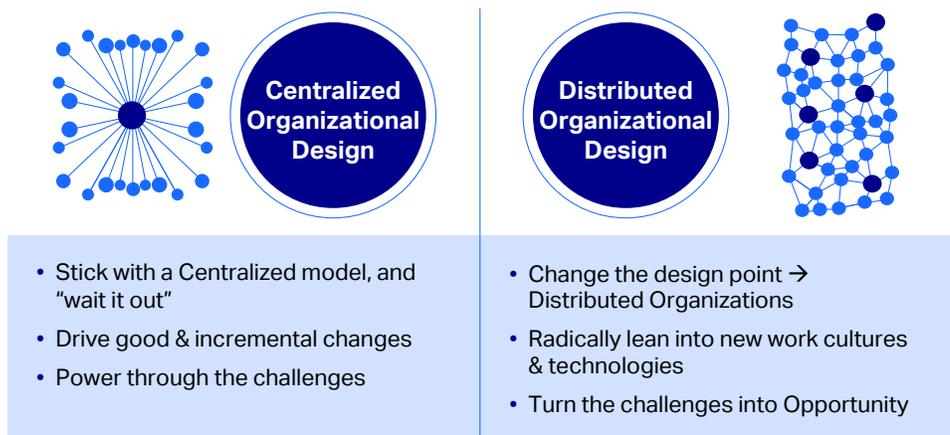 Centralized
Organizational
Design
Distributed
Organizational
Design
• Stick with a Centralized model, and
“wait it out”
• Drive good & incremental changes
• Power through the challenges
• Change the design point →
Distributed Organizations
• Radically lean into new work cultures
& technologies
• Turn the challenges into Opportunity